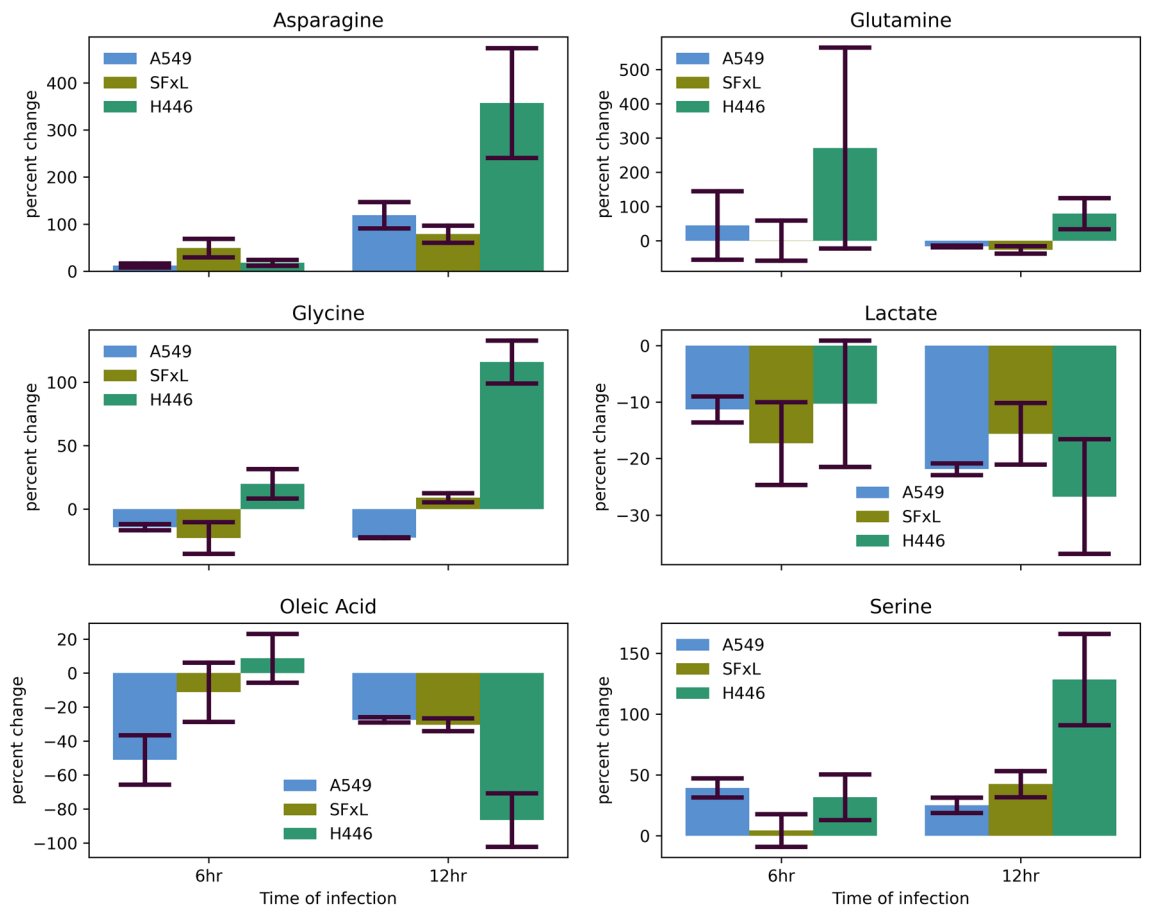 Asparagine
percent change
400
300
200
100
0
A549
SFxL
H446
Glutamine
percent change
500
400
300
200
100
0
A549
SFxL
H446
Glycine
percent change
100
50
0
A549
SFxL
H446
Lactate
percent change
0
−10
−20
−30
A549
SFxL
H446
Oleic Acid
percent change
20
0
−20
−40
−60
−80
−100
A549
SFxL
H446
6hr
12hr
Time of infection
Serine
percent change
150
100
50
0
A549
SFxL
H446
6hr
12hr
Time of infection